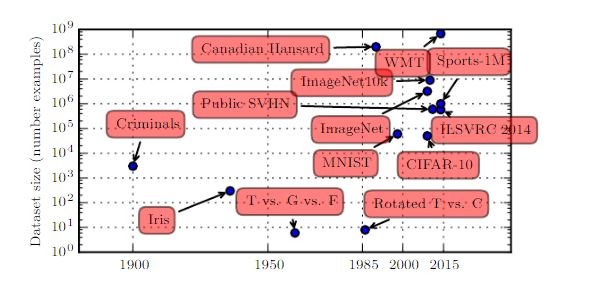 Dataset size (number examples)
10^9
10^8
10^7
10^6
10^5
10^4
10^3
10^2
10^1
10^0
Canadian Hansard
WMT
Sports-1M
ImageNet10k
Public SVHN
Criminals
ImageNet
ILSVRC 2014
MNIST
CIFAR-10
T vs. G vs. F
Rotated T vs. C
Iris
1900 1950 1985 2000 2015